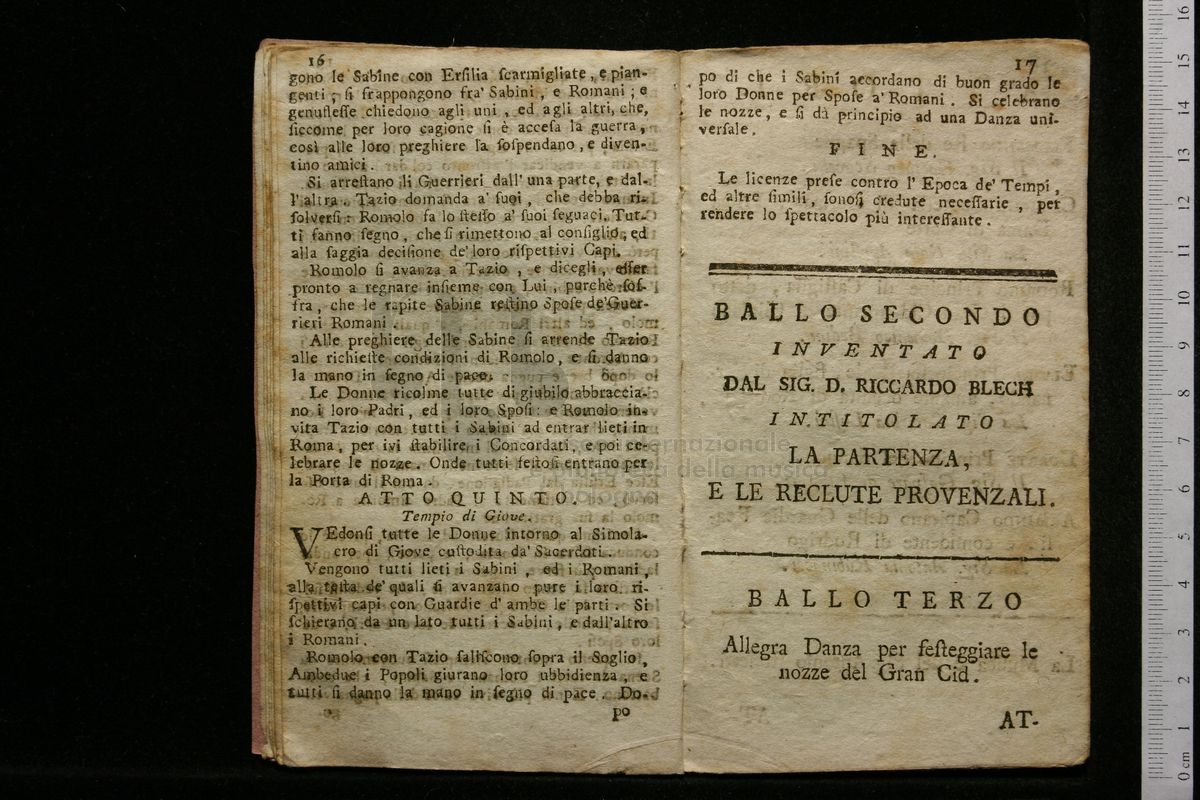 16
gono le Sabine con Erſilia ſcarmigliate, e pian-
genti; ſi frappongono fra' Sabini, e Romani; e
genufleſſe chiedono agli uni, ed agli altri, che,
ſiccome per loro cagione ſi è acceſa la guerra,
così alle loro preghiere la ſoſpendano, e diven-
tino amici.
Si arreſtano li Guerrieri dall' una parte, e dal-
l'altra. Tazio domanda a' ſuoi, che debba ri-
ſolverſi: Romolo fa lo ſteſſo a' ſuoi ſeguaci. Tut-
ti fanno ſegno, che ſi rimettono al conſiglio, ed
alla ſaggia deciſione de' loro riſpettivi Capi.
Romolo ſi avanza a Tazio, e dicegli, eſſer
pronto a regnare inſieme con Lui, purchè ſof-
fra, che le rapite Sabine reſtino Spoſe de' Guer-
rieri Romani.
Alle preghiere delle Sabine ſi arrende Tazio
alle richieſte condizioni di Romolo, e ſi danno
la mano in ſegno di pace.
Le Donne ricolme tutte di giubilo abbraccia-
no i loro Padri, ed i loro Spoſi: e Romolo in-
vita Tazio con tutti i Sabini ad entrar lieti in
Roma, per ivi ſtabilire i Concordati, e poi ce-
lebrare le nozze. Onde tutti feſtoſi entrano per
la Porta di Roma.
ATTO QUINTO.
Tempio di Giove.
VEdonſi tutte le Donne intorno al Simola-
cro di Giove cuſtodita da' Sacerdoti.
Vengono tutti lieti i Sabini, ed i Romani,
alla teſta de' quali ſi avanzano pure i loro ri-
ſpettivi capi con Guardie d' ambe le parti. Si
ſchierano da un lato tutti i Sabini, e dall'altro
i Romani.
Romolo con Tazio ſaliſcono ſopra il Soglio,
Ambedue i Popoli giurano loro ubbidienza, e
tutti ſi danno la mano in ſegno di pace. Do-
po
17
po di che i Sabini accordano di buon grado le
loro Donne per Spoſe a' Romani. Si celebrano
le nozze, e ſi dà principio ad una Danza uni-
verſale.
FINE.
Le licenze preſe contro l' Epoca de' Tempi,
ed altre ſimili, ſonoſi credute neceſſarie, per
rendere lo ſpettacolo più intereſſante.
BALLO SECONDO
INVENTATO
DAL SIG. D. RICCARDO BLECH
INTITOLATO
LA PARTENZA,
E LE RECLUTE PROVENZALI.
BALLO TERZO
Allegra Danza per feſteggiare le
nozze del Gran Cid.
AT-